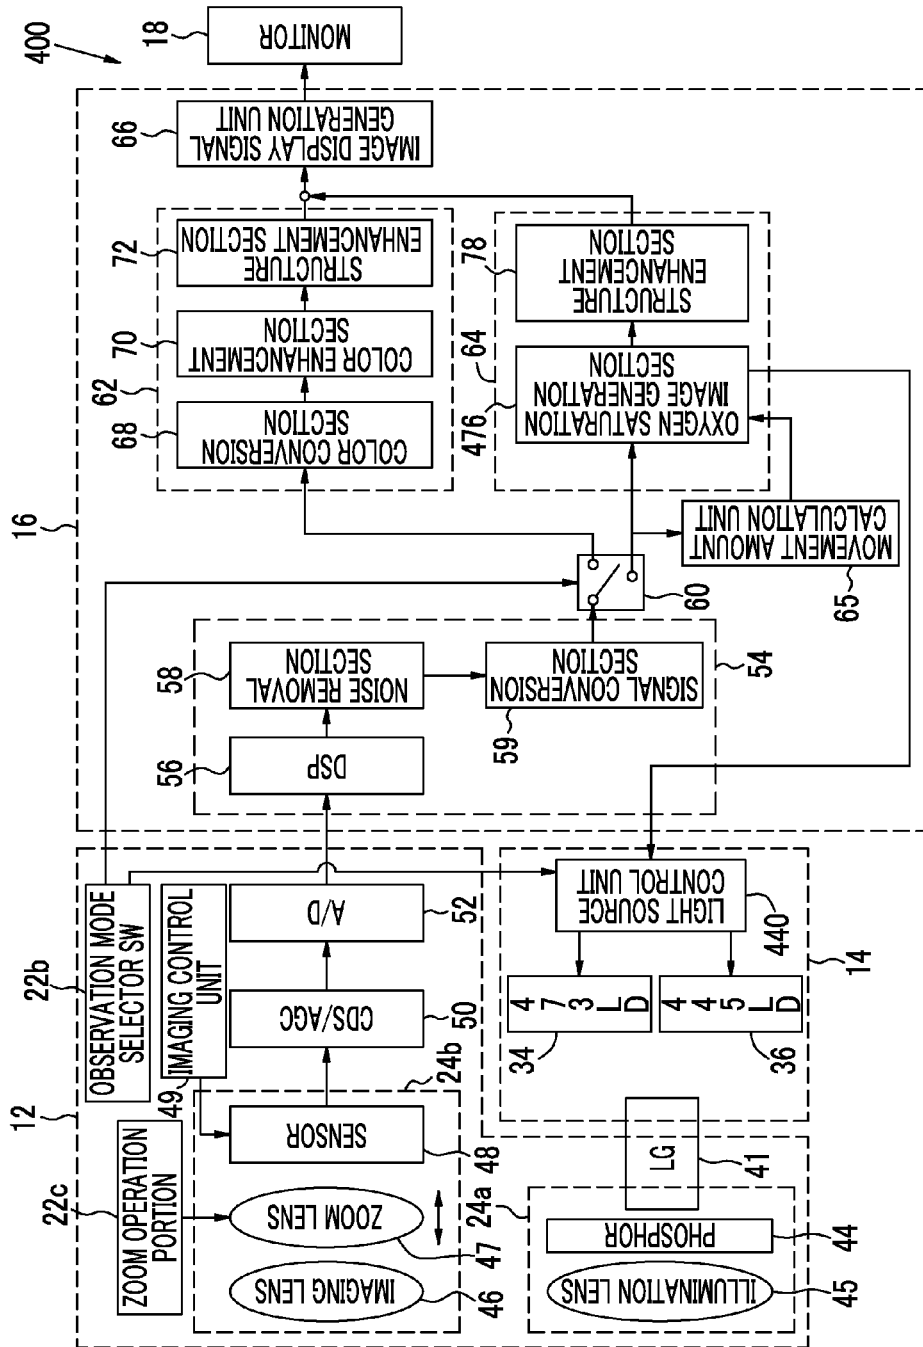 400
12
22c
ZOOM OPERATION
PORTION
22b
OBSERVATION MODE
SELECTOR SW
49
IMAGING CONTROL
UNIT
16
24b
IMAGING LENS
46
ZOOM LENS
47
SENSOR
48
CDS/AGC
50
A/D
52
54
DSP
56
NOISE REMOVAL
SECTION
58
SIGNAL CONVERSION
SECTION
59
60
62
COLOR CONVERSION
SECTION
68
COLOR ENHANCEMENT
SECTION
70
STRUCTURE
ENHANCEMENT SECTION
72
IMAGE DISPLAY SIGNAL
GENERATION UNIT
66
MONITOR
18
64
OXYGEN SATURATION
IMAGE GENERATION
SECTION
476
STRUCTURE
ENHANCEMENT
SECTION
78
MOVEMENT AMOUNT
CALCULATION UNIT
65
24a
ILLUMINATION LENS
45
PHOSPHOR
44
LG
41
14
473LD
34
445LD
36
LIGHT SOURCE
CONTROL UNIT
440